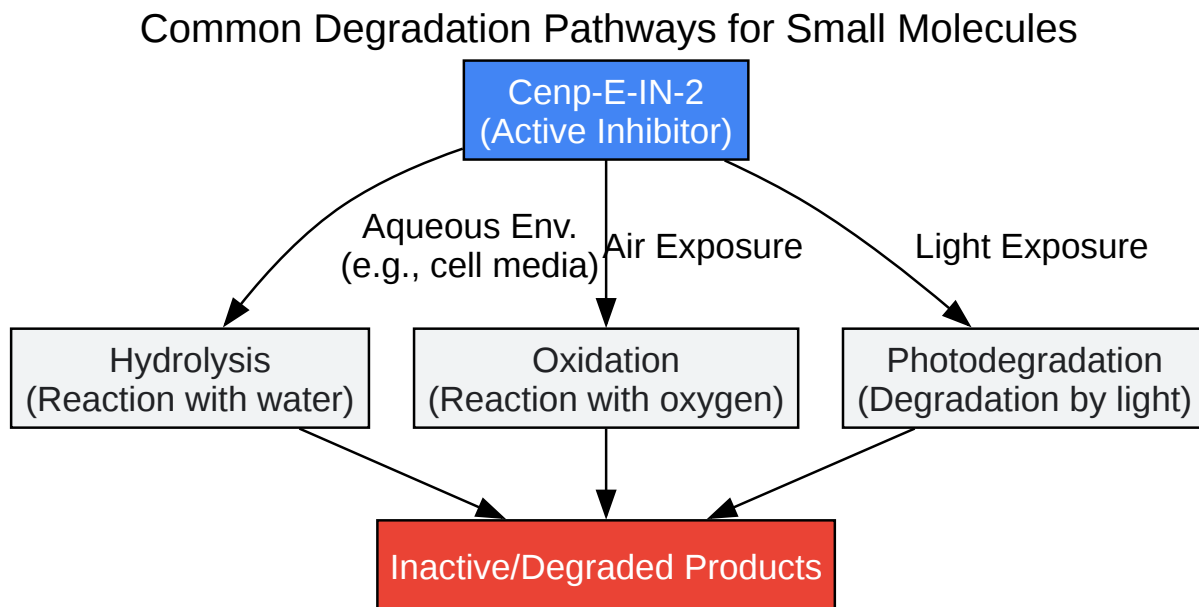 Common Degradation Pathways for Small Molecules
Cenp-E-IN-2
(Active Inhibitor)
Aqueous Env.
(e.g., cell media)
Air Exposure
Light Exposure
Hydrolysis
(Reaction with water)
Oxidation
(Reaction with oxygen)
Photodegradation
(Degradation by light)
Inactive/Degraded Products